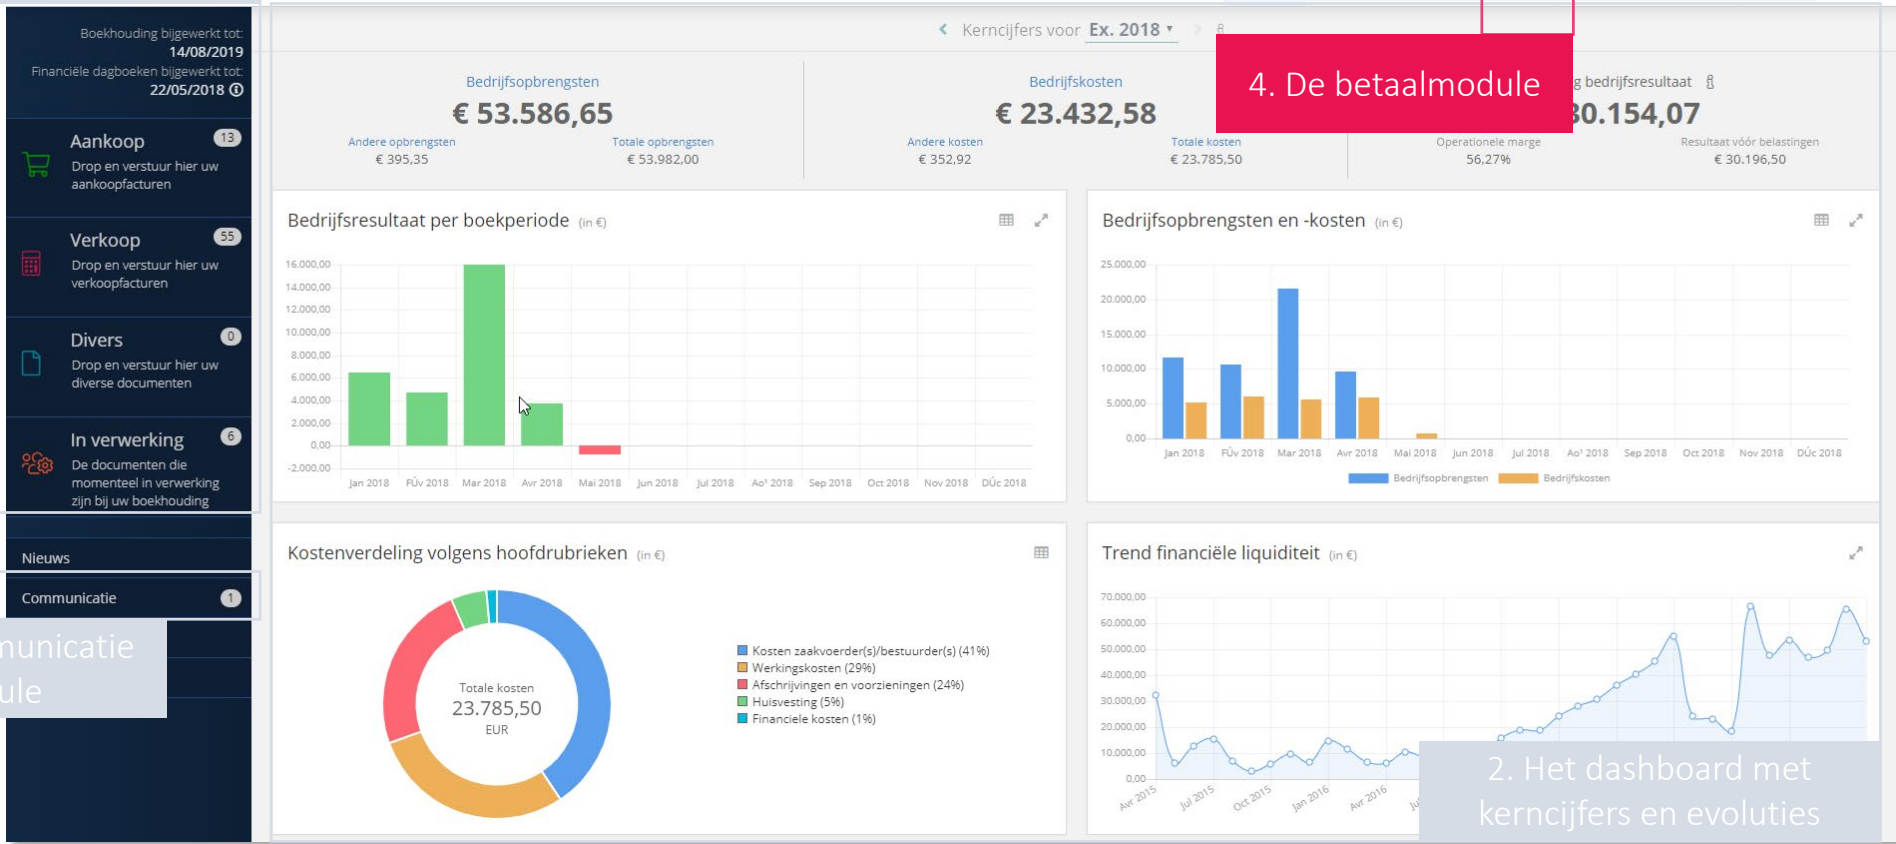 Boekhouding bijgewerkt tot:
14/08/2019
Financiële dagboeken bijgewerkt tot:
22/05/2018
Aankoop 13
Drop en verstuur hier uw
aankoopfacturen
Verkoop 55
Drop en verstuur hier uw
verkoopfacturen
Divers 0
Drop en verstuur hier uw
diverse documenten
In verwerking 6
De documenten die
momenteel in verwerking
zijn bij uw boekhouding
Nieuws
Communicatie 1
municatie
ule
Kerncijfers voor Ex. 2018
4. De betaalmodule
Bedrijfsopbrengsten
€ 53.586,65
Andere opbrengsten Totale opbrengsten
€ 395,35 € 53.982,00
Bedrijfskosten
€ 23.432,58
Andere kosten Totale kosten
€ 352,92 € 23.785,50
g bedrijfsresultaat
30.154,07
Operationele marge Resultaat vóór belastingen
56,27% € 30.196,50
Bedrijfsresultaat per boekperiode (in €)
16.000,00
14.000,00
12.000,00
10.000,00
8.000,00
6.000,00
4.000,00
2.000,00
0,00
-2.000,00
Jan 2018 FÚv 2018 Mar 2018 Avr 2018 Mai 2018 Jun 2018 Jul 2018 Ao¹ 2018 Sep 2018 Oct 2018 Nov 2018 DÚc 2018
Bedrijfsopbrengsten en -kosten (in €)
25.000,00
20.000,00
15.000,00
10.000,00
5.000,00
0,00
Jan 2018 FÚv 2018 Mar 2018 Avr 2018 Mai 2018 Jun 2018 Jul 2018 Ao¹ 2018 Sep 2018 Oct 2018 Nov 2018 DÚc 2018
Bedrijfsopbrengsten Bedrijfskosten
Kostenverdeling volgens hoofdrubrieken (in €)
Totale kosten
23.785,50
EUR
Kosten zaakvoerder(s)/bestuurder(s) (41%)
Werkingskosten (29%)
Afschrijvingen en voorzieningen (24%)
Huisvesting (5%)
Financiele kosten (1%)
Trend financiële liquiditeit (in €)
70.000,00
60.000,00
50.000,00
40.000,00
30.000,00
20.000,00
10.000,00
0,00
Avr 2015 Jul 2015 Oct 2015 Jan 2016 Avr 2016
2. Het dashboard met
kerncijfers en evoluties